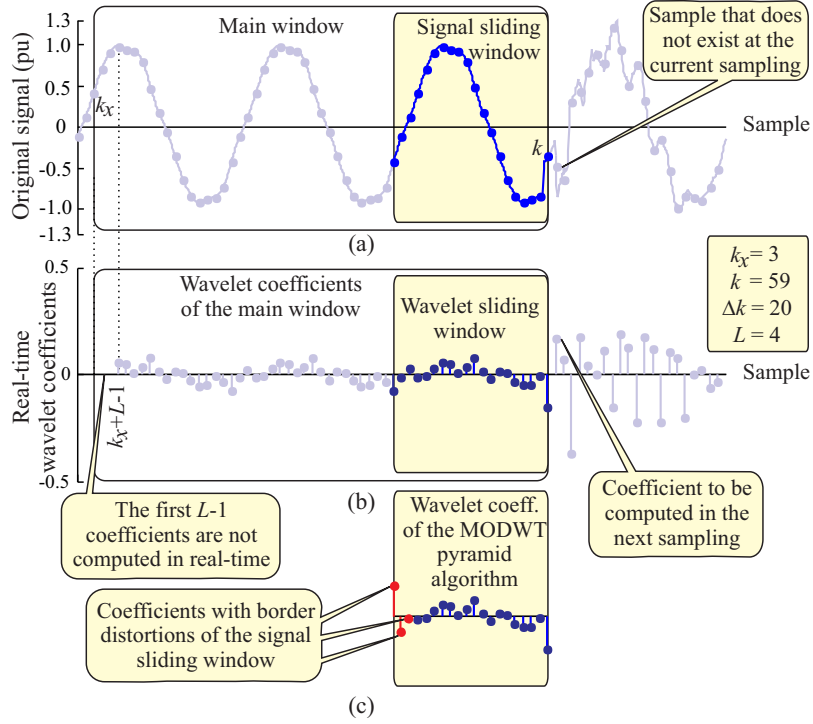 1.3
1.0
0.5
0
-0.5
-1.0
-1.3
Original signal (pu)
Main window
Signal sliding
window
Sample that does
not exist at the
current sampling
kx
k
Sample
(a)
kx = 3
k = 59
Δk = 20
L = 4
0.5
0
-0.5
Real-time
wavelet coefficients
Wavelet coefficients
of the main window
Wavelet sliding
window
Sample
kx+L-1
The first L-1
coefficients are not
computed in real-time
(b)
Coefficient to be
computed in the
next sampling
Wavelet coeff.
of the MODWT
pyramid
algorithm
Coefficients with border
distortions of the signal
sliding window
(c)